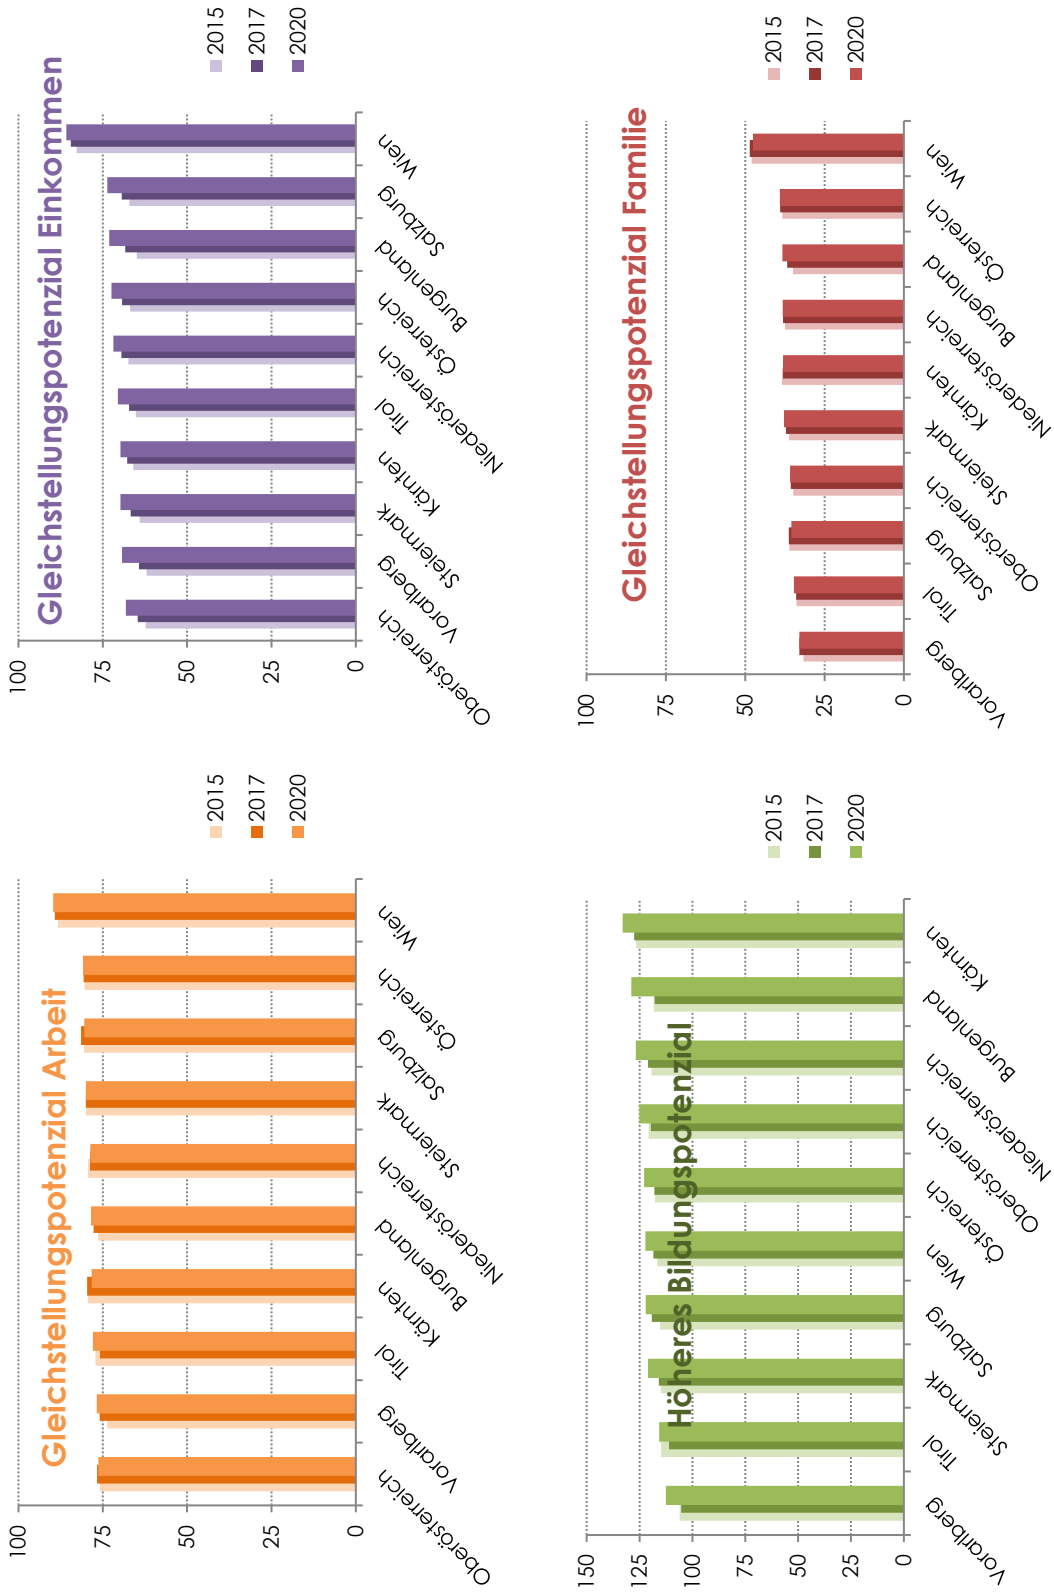 Gleichstellungspotenzial Arbeit
100
75
50
25
0
Oberösterreich
Vorarlberg
Tirol
Kärnten
Burgenland
Niederösterreich
Steiermark
Salzburg
Österreich
Wien
2015
2017
2020
Gleichstellungspotenzial Einkommen
100
75
50
25
0
Oberösterreich
Vorarlberg
Steiermark
Kärnten
Tirol
Niederösterreich
Österreich
Burgenland
Salzburg
Wien
2015
2017
2020
Höheres Bildungspotenzial
150
125
100
75
50
25
0
Vorarlberg
Tirol
Steiermark
Salzburg
Wien
Österreich
Oberösterreich
Niederösterreich
Burgenland
Kärnten
2015
2017
2020
Gleichstellungspotenzial Familie
100
75
50
25
0
Vorarlberg
Tirol
Salzburg
Oberösterreich
Steiermark
Kärnten
Niederösterreich
Burgenland
Österreich
Wien
2015
2017
2020